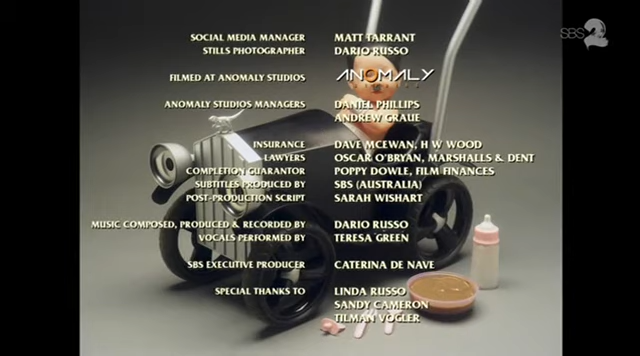 SBS2
SOCIAL MEDIA MANAGER MATT TARRANT
STILLS PHOTOGRAPHER DARIO RUSSO
FILMED AT ANOMALY STUDIOS ANOMALY
ANOMALY STUDIOS MANAGERS DANIEL PHILLIPS
ANDREW GRAUE
INSURANCE DAVE MCEWAN, H W WOOD
LAWYERS OSCAR O'BRYAN, MARSHALLS & DENT
COMPLETION GUARANTOR POPPY DOWLE, FILM FINANCES
SUBTITLES PRODUCED BY SBS (AUSTRALIA)
POST-PRODUCTION SCRIPT SARAH WISHART
MUSIC COMPOSED, PRODUCED & RECORDED BY DARIO RUSSO
VOCALS PERFORMED BY TERESA GREEN
SBS EXECUTIVE PRODUCER CATERINA DE NAVE
SPECIAL THANKS TO LINDA RUSSO
SANDY CAMERON
TILMAN VOGLER